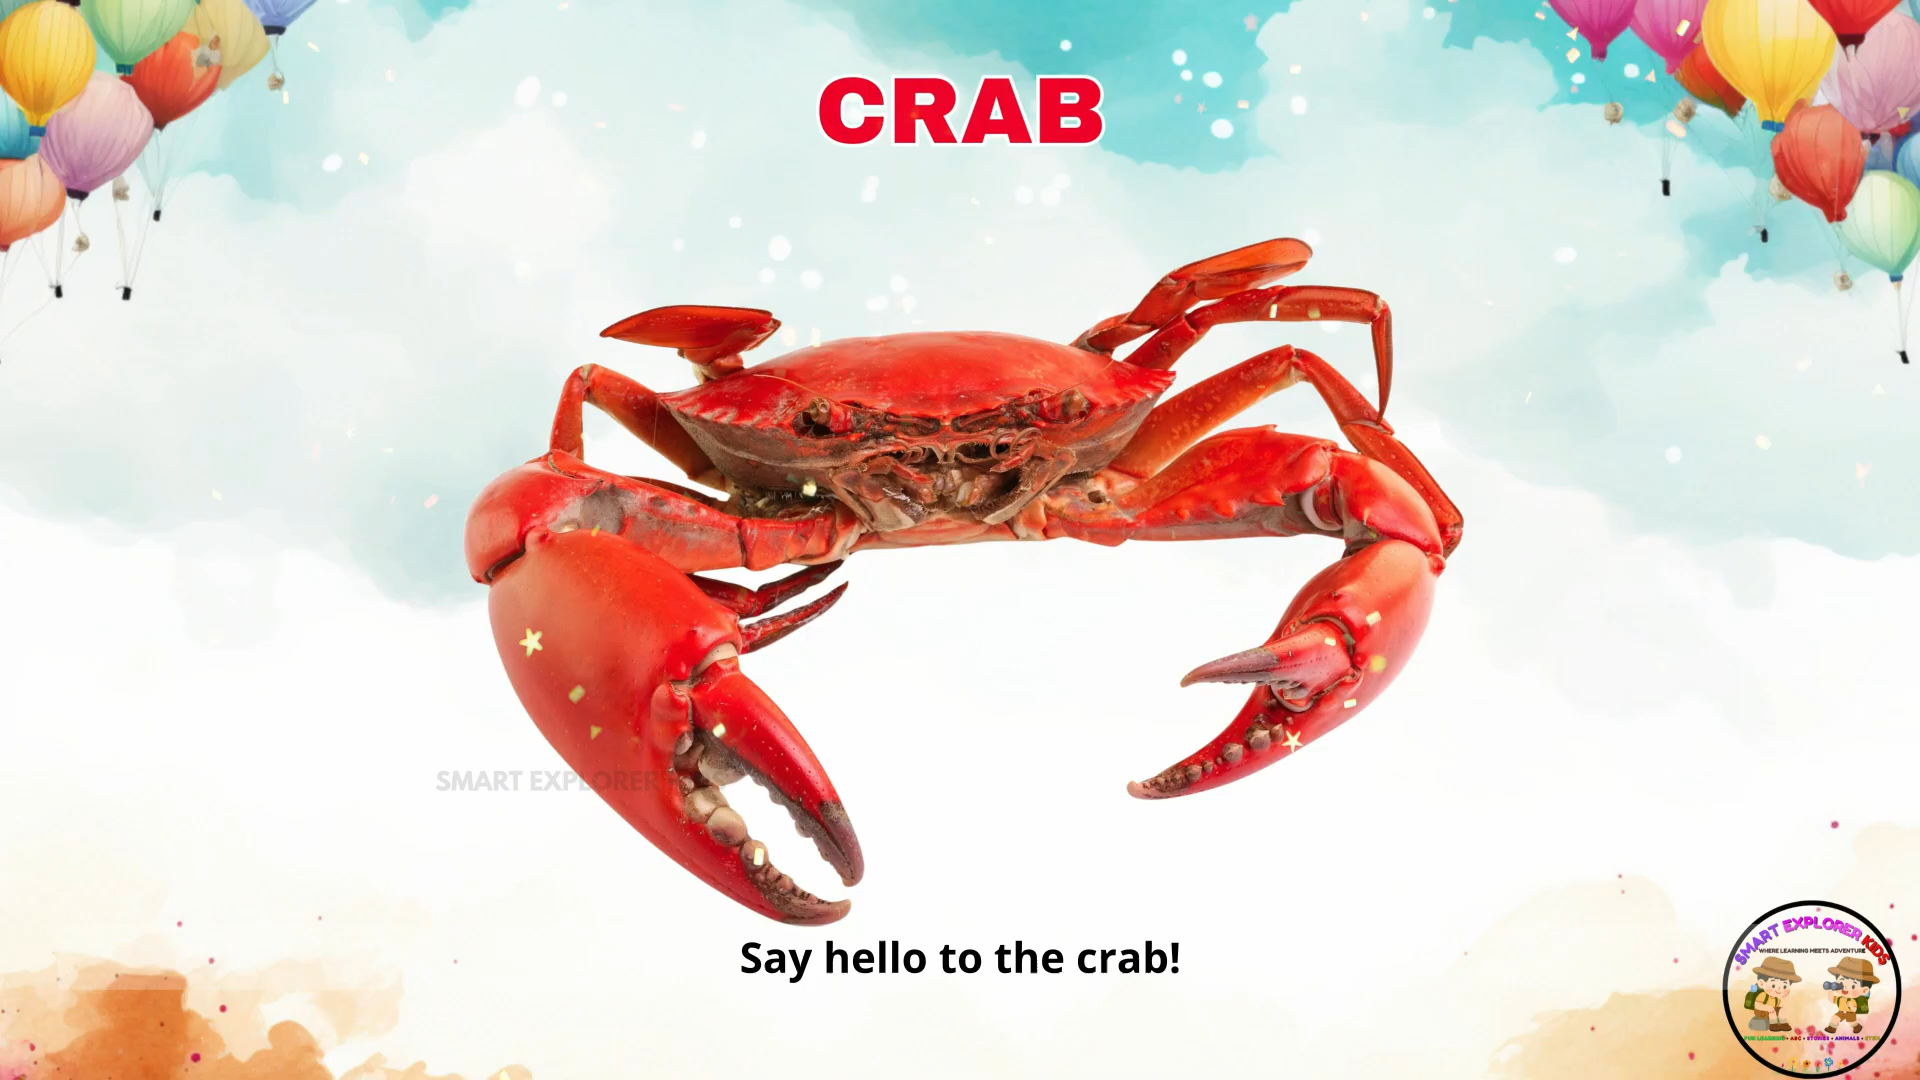 CRAB
SMART EXPLORER
Say hello to the crab!
SMART EXPLORER KIDS
WHERE LEARNING MEETS ADVENTURE